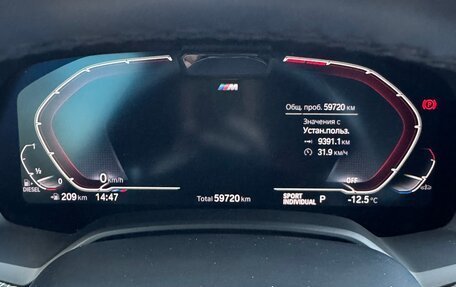 M
Общ. проб. 59720 км
Значения с
Устан.польз.
9391.1 км
31.9 км/ч
P
1
½
0
0 km/h
OFF
DIESEL
209 km 14:47
Total 59720 km
SPORT
INDIVIDUAL P
-12.5 °C